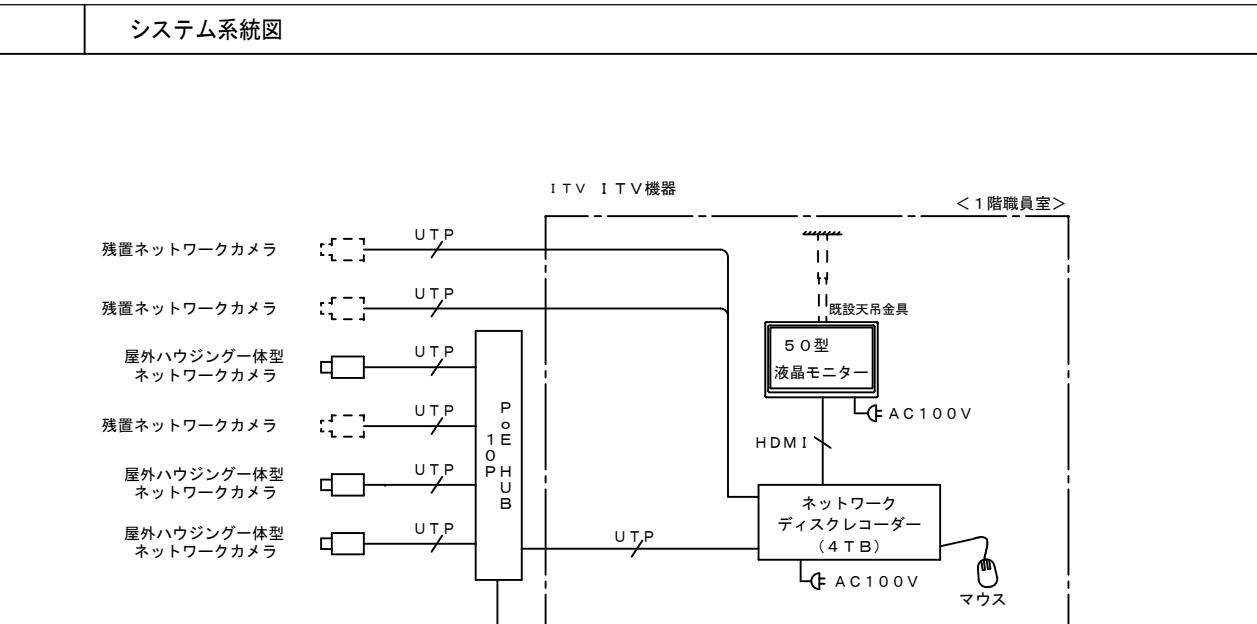 システム系統図
ITV ITV機器
<1階職員室>
残置ネットワークカメラ
UTP
既設天吊金具
残置ネットワークカメラ
UTP
屋外ハウジング一体型
ネットワークカメラ
UTP
50型
液晶モニター
AC100V
残置ネットワークカメラ
UTP
PoE HUB
10P
HDMI
屋外ハウジング一体型
ネットワークカメラ
UTP
ネットワーク
ディスクレコーダー
(4TB)
屋外ハウジング一体型
ネットワークカメラ
UTP
UTP
AC100V
マウス